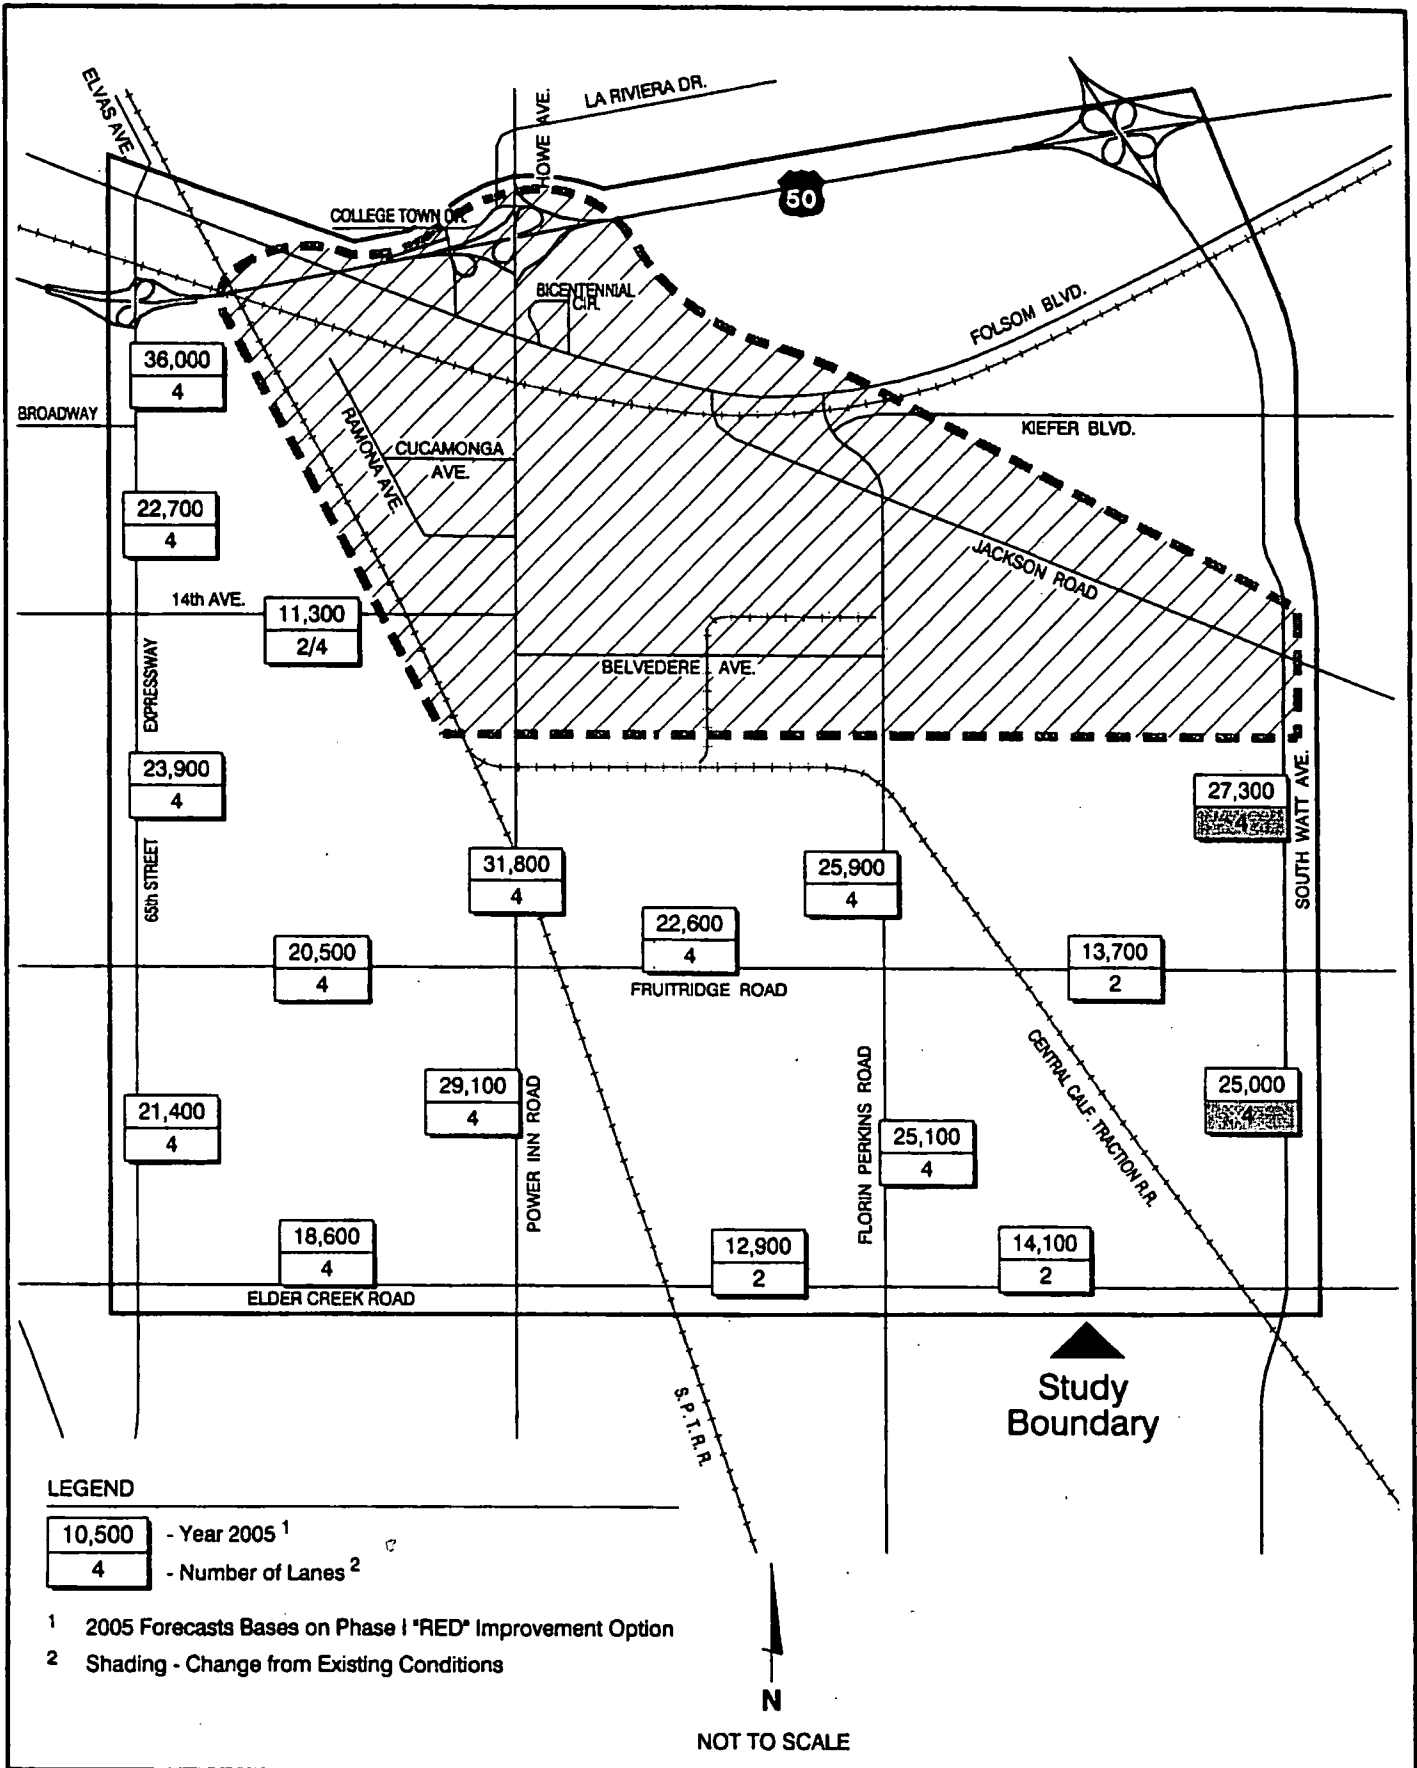 ELVAS AVE.
HOWE AVE.
LA RIVIERA DR.
50
COLLEGE TOWN DR.
BICENTENNIAL
CIR.
FOLSOM BLVD.
36,000
4
BROADWAY
KIEFER BLVD.
RAMONA AVE.
CUCAMONGA
AVE.
22,700
4
JACKSON ROAD
14th AVE.
11,300
2/4
BELVEDERE AVE.
65th STREET EXPRESSWAY
23,900
4
27,300
4
SOUTH WATT AVE.
31,800
4
25,900
4
22,600
4
20,500
4
13,700
2
FRUITRIDGE ROAD
CENTRAL CALF. TRACTION R.R.
29,100
4
POWER INN ROAD
FLORIN PERKINS ROAD
25,000
4
21,400
4
25,100
4
18,600
4
12,900
2
14,100
2
ELDER CREEK ROAD
Study
Boundary
S.P.T.R.R.
LEGEND
10,500 - Year 2005 1
4 - Number of Lanes 2
1 2005 Forecasts Bases on Phase I "RED" Improvement Option
2 Shading - Change from Existing Conditions
N
NOT TO SCALE